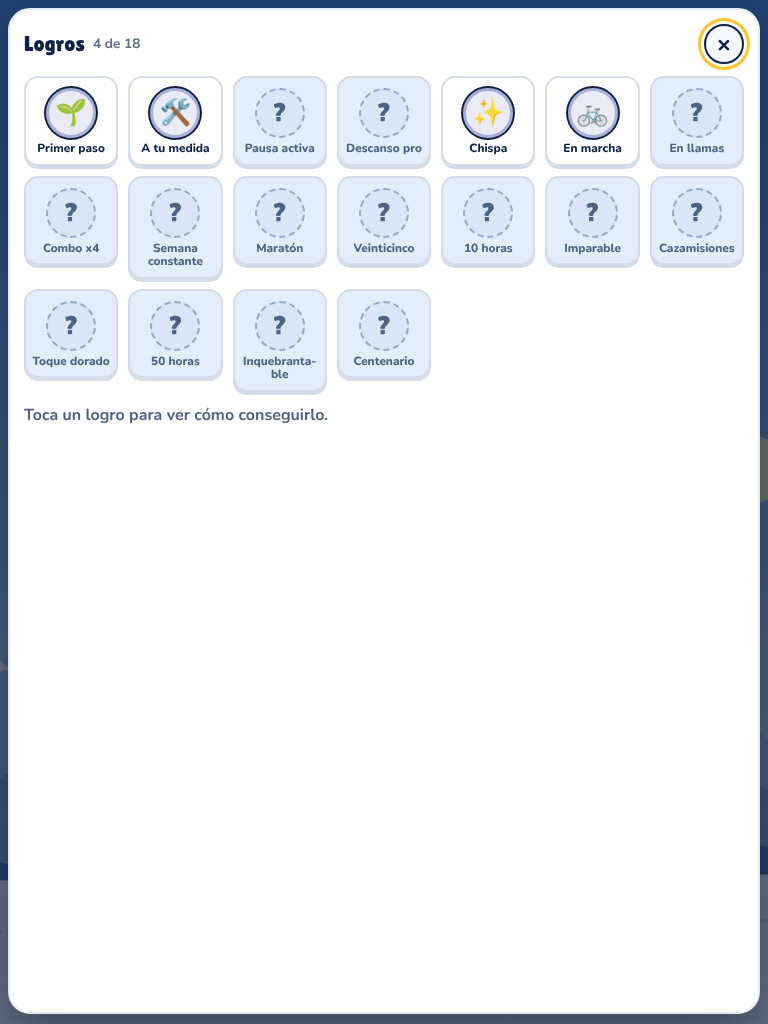 Logros 4 de 18
×
Primer paso
A tu medida
?
Pausa activa
?
Descanso pro
Chispa
En marcha
?
En llamas
?
Combo x4
?
Semana
constante
?
Maratón
?
Veinticinco
?
10 horas
?
Imparable
?
Cazamisiones
?
Toque dorado
?
50 horas
?
Inquebranta-
ble
?
Centenario
Toca un logro para ver cómo conseguirlo.